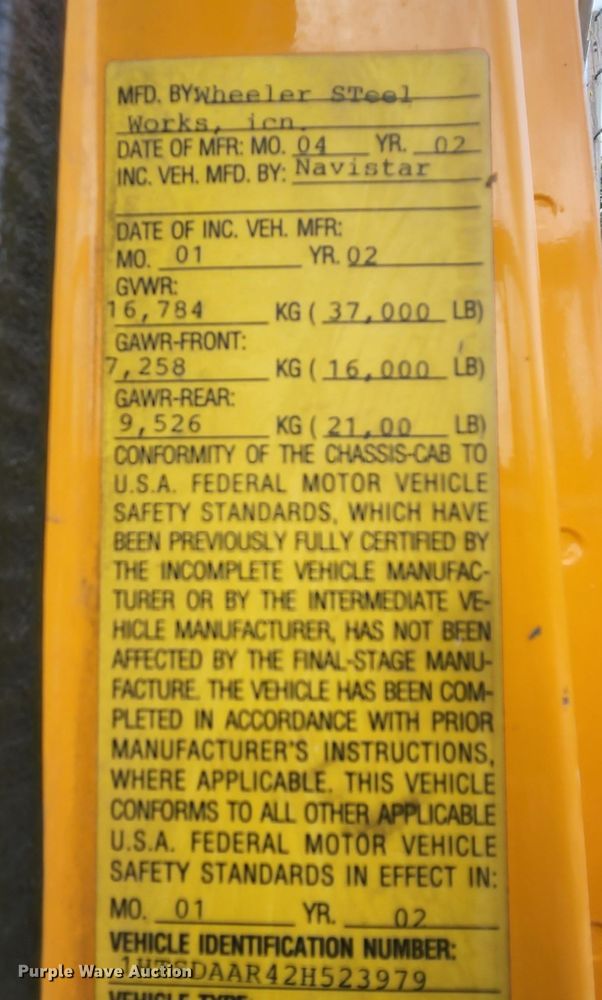 MFD. BY Wheeler STeel
Works, icn.
DATE OF MFR: MO. 04 YR. 02
INC. VEH. MFD. BY: Navistar
DATE OF INC. VEH. MFR:
MO. 01 YR. 02
GVWR:
16,784 KG ( 37,000 LB)
GAWR-FRONT:
7,258 KG ( 16,000 LB)
GAWR-REAR:
9,526 KG ( 21,00 LB)
CONFORMITY OF THE CHASSIS-CAB TO
U.S.A. FEDERAL MOTOR VEHICLE
SAFETY STANDARDS, WHICH HAVE
BEEN PREVIOUSLY FULLY CERTIFIED BY
THE INCOMPLETE VEHICLE MANUFAC-
TURER OR BY THE INTERMEDIATE VE-
HICLE MANUFACTURER, HAS NOT BEEN
AFFECTED BY THE FINAL-STAGE MANU-
FACTURE. THE VEHICLE HAS BEEN COM-
PLETED IN ACCORDANCE WITH PRIOR
MANUFACTURER'S INSTRUCTIONS,
WHERE APPLICABLE. THIS VEHICLE
CONFORMS TO ALL OTHER APPLICABLE
U.S.A. FEDERAL MOTOR VEHICLE
SAFETY STANDARDS IN EFFECT IN:
MO. 01 YR. 02
VEHICLE IDENTIFICATION NUMBER:
1HTSDAAR42H523979
VEHICLE TYPE
Purple Wave Auction